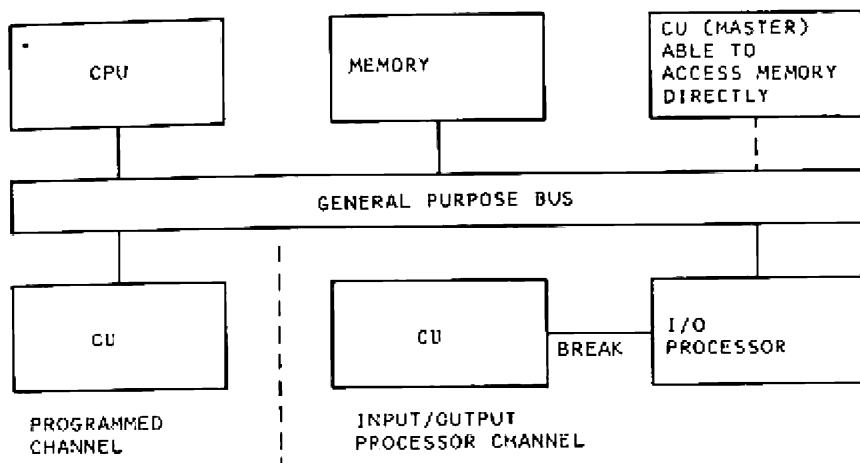 CPU
MEMORY
CU (MASTER)
ABLE TO
ACCESS MEMORY
DIRECTLY
GENERAL PURPOSE BUS
CU
CU
BREAK
I/O
PROCESSOR
PROGRAMMED
CHANNEL
INPUT/OUTPUT
PROCESSOR CHANNEL